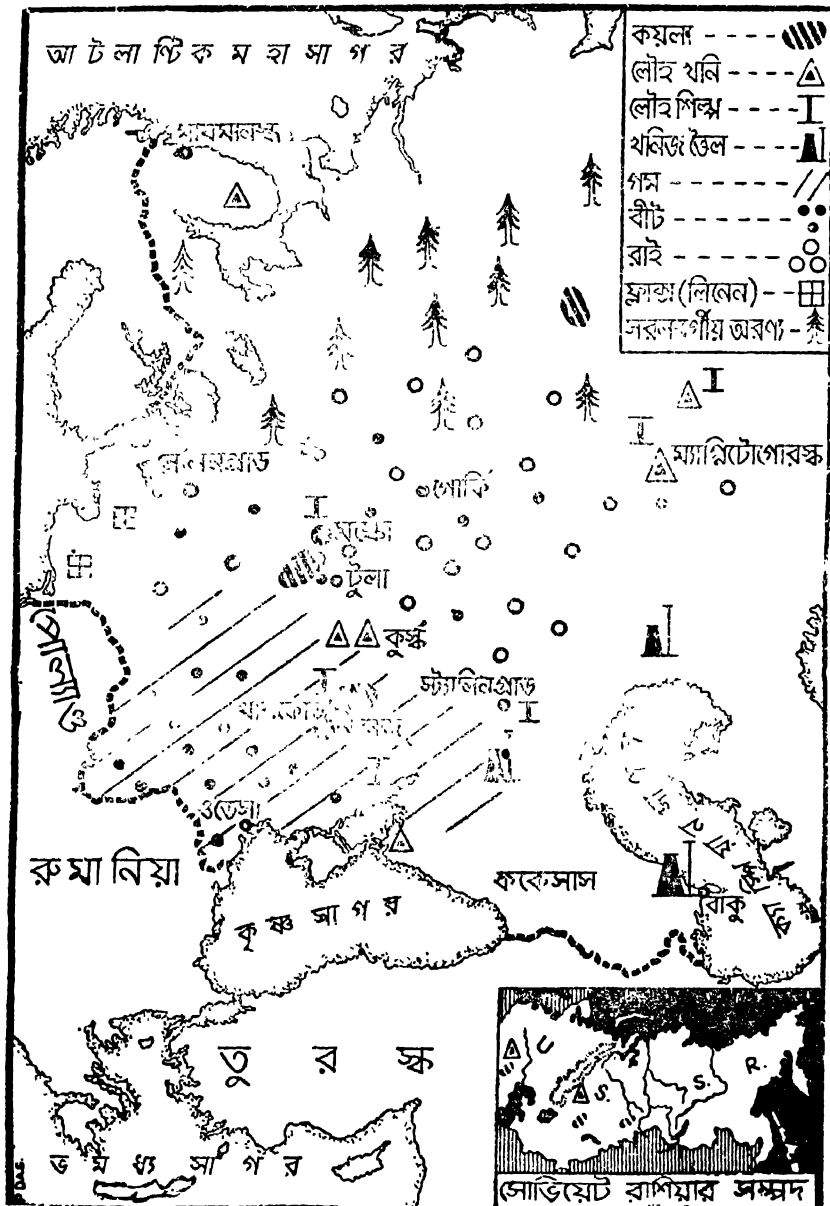 আটলাণ্টিক মহাসাগর
কয়লা
লৌহ খনি
লৌহ শিল্প
খনিজ তৈল
গম
বীট
রাই
ফ্লাক্স (লিনেন)
সরলবর্গীয় অরণ্য
ম্যাগ্নিটোগোরস্ক
গোর্কি
মস্কো
টুলা
পোল্যাণ্ড
কুর্স্ক
স্ট্যালিনগ্রাড
ওডেসা
রুমানিয়া
ককেসাস
বাকু
কৃষ্ণ সাগর
তুরস্ক
U. S. S. R.
ভূমধ্য সাগর
সোভিয়েট রাশিয়ার সম্পদ